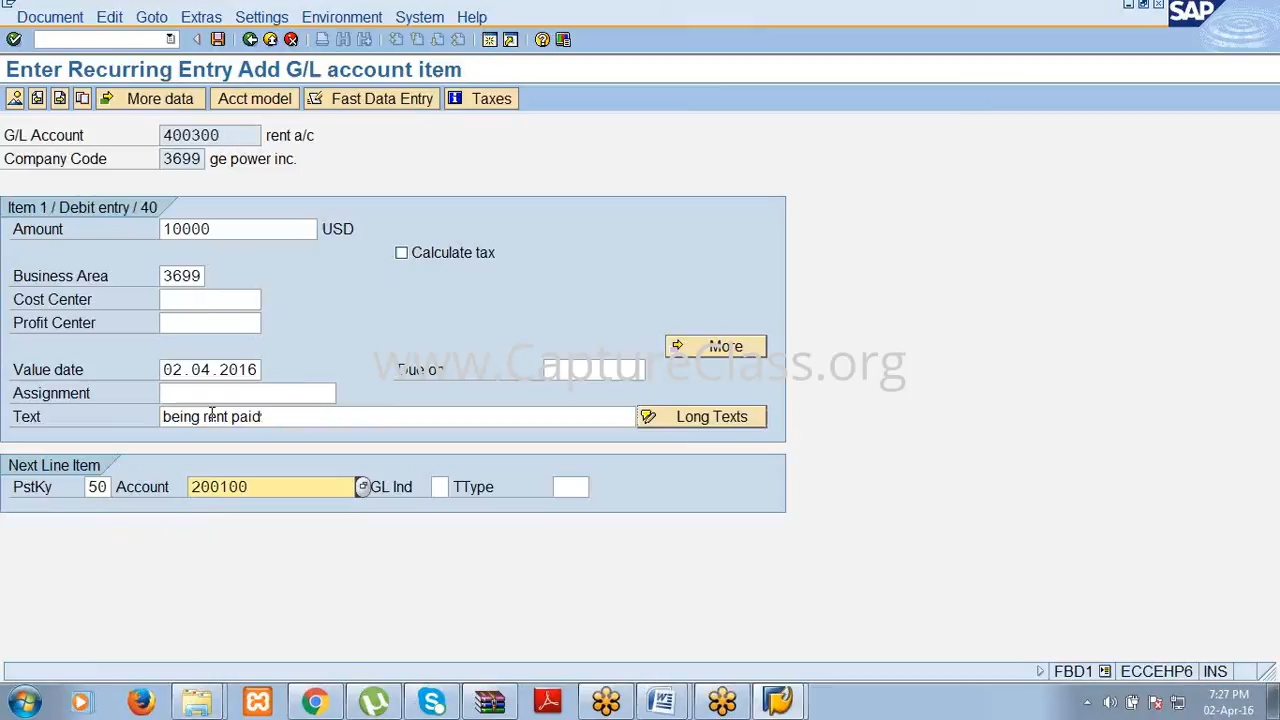 Document Edit Goto Extras Settings Environment System Help
SAP
Enter Recurring Entry Add G/L account item
More data Acct model Fast Data Entry Taxes
G/L Account 400300 rent a/c
Company Code 3699 ge power inc.
Item 1 / Debit entry / 40
Amount 10000 USD
Calculate tax
Business Area 3699
Cost Center
Profit Center
More
www.CaptureClass.org
Value date 02.04.2016 Due on
Assignment
Text being rent paid Long Texts
Next Line Item
PstKy 50 Account 200100 GL Ind TType
FBD1 ECCEHP6 INS
7:27 PM
02-Apr-16